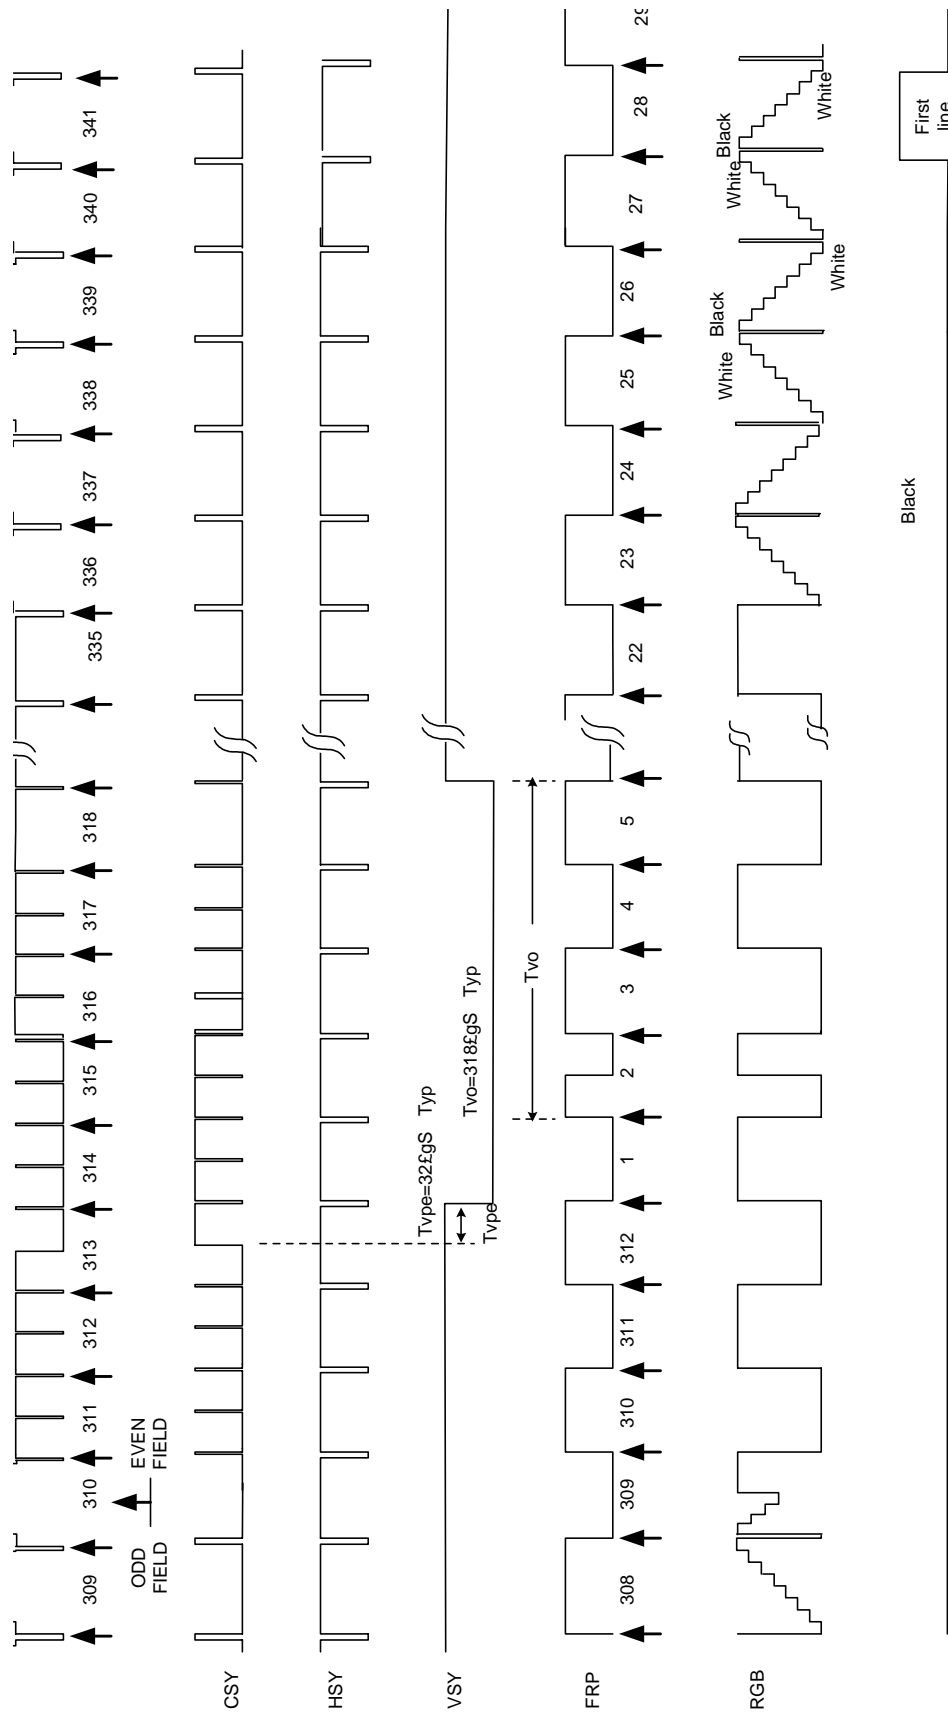 309
310
311
312
313
314
315
316
317
318
335
336
337
338
339
340
341
ODD
FIELD
EVEN
FIELD
CSY
HSY
VSY
Tvpe=32£gS Typ
Tvpe
Tvo=318£gS Typ
Tvo
FRP
308
309
310
311
312
1
2
3
4
5
22
23
24
25
26
27
28
RGB
White
Black
White
White
Black
White
Black
First
line